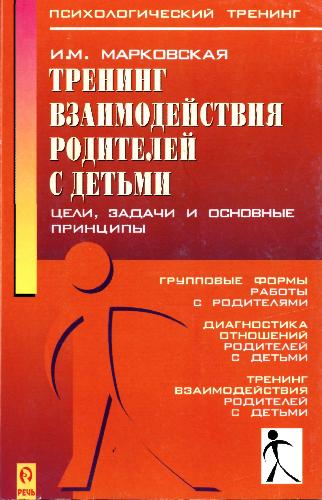 ПСИХОЛОГИЧЕСКИЙ ТРЕНИНГ
И.М. МАРКОВСКАЯ
ТРЕНИНГ
ВЗАИМОДЕЙСТВИЯ
РОДИТЕЛЕЙ
С ДЕТЬМИ
ЦЕЛИ, ЗАДАЧИ И ОСНОВНЫЕ
ПРИНЦИПЫ
ГРУППОВЫЕ ФОРМЫ
РАБОТЫ
С РОДИТЕЛЯМИ
ДИАГНОСТИКА
ОТНОШЕНИЙ
РОДИТЕЛЕЙ
С ДЕТЬМИ
ТРЕНИНГ
ВЗАИМОДЕЙСТВИЯ
РОДИТЕЛЕЙ
С ДЕТЬМИ
РЕЧЬ